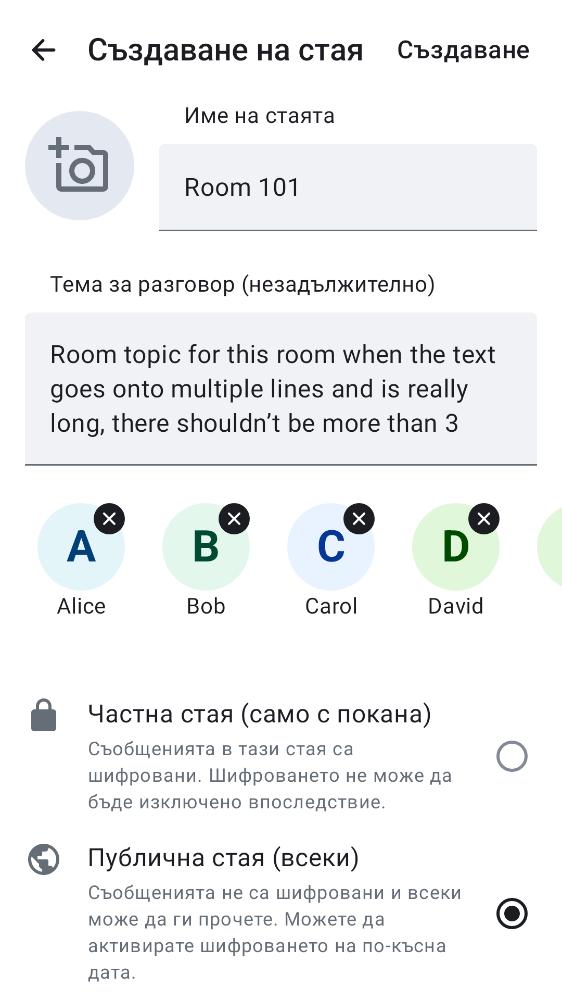 Създаване на стая
Създаване
Име на стаята
Room 101
Тема за разговор (незадължително)
Room topic for this room when the text
goes onto multiple lines and is really
long, there shouldn’t be more than 3
A
B
C
D
Alice
Bob
Carol
David
Частна стая (само с покана)
Съобщенията в тази стая са
шифровани. Шифроването не може да
бъде изключено впоследствие.
Публична стая (всеки)
Съобщенията не са шифровани и всеки
може да ги прочете. Можете да
активирате шифроването на по-късна
дата.